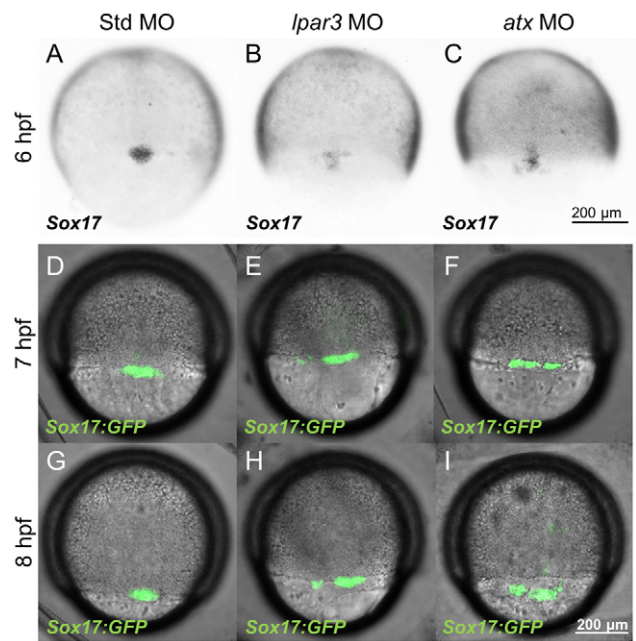 Std MO lpar3 MO atx MO
6 hpf
A B C
Sox17 Sox17 Sox17
200 µm
7 hpf
D E F
Sox17:GFP Sox17:GFP Sox17:GFP
8 hpf
G H I
Sox17:GFP Sox17:GFP Sox17:GFP
200 µm